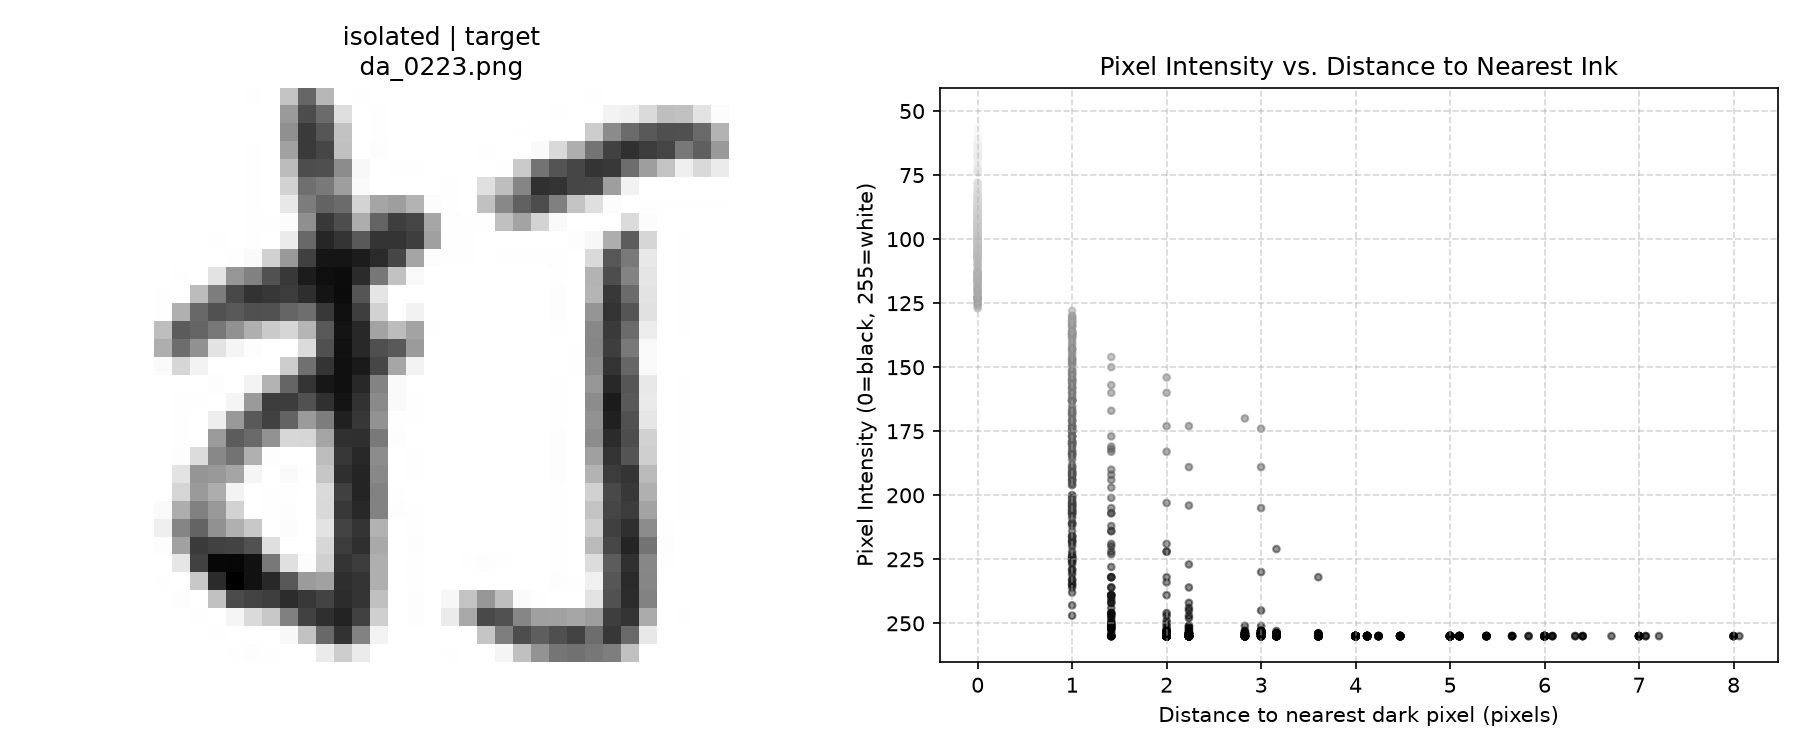 isolated | target
da_0223.png
打
Pixel Intensity vs. Distance to Nearest Ink
Pixel Intensity (0=black, 255=white)
50
75
100
125
150
175
200
225
250
0 1 2 3 4 5 6 7 8
Distance to nearest dark pixel (pixels)